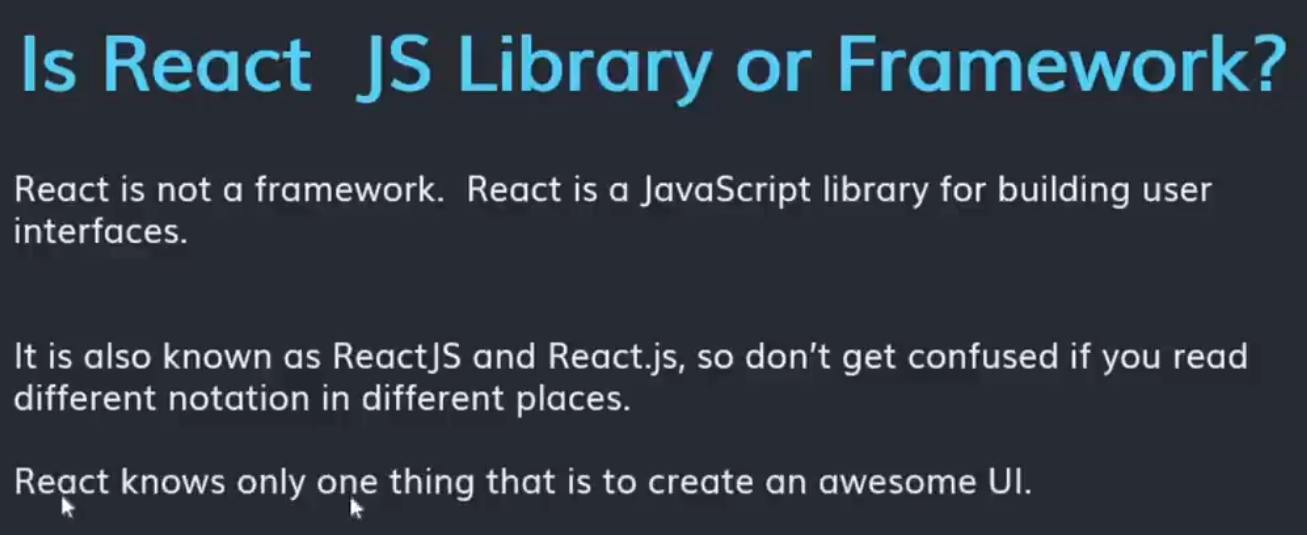 Is React  JS Library or Framework?
React is not a framework.  React is a JavaScript library for building user
interfaces.
It is also known as ReactJS and React.js, so don’t get confused if you read
different notation in different places.
React knows only one thing that is to create an awesome UI.